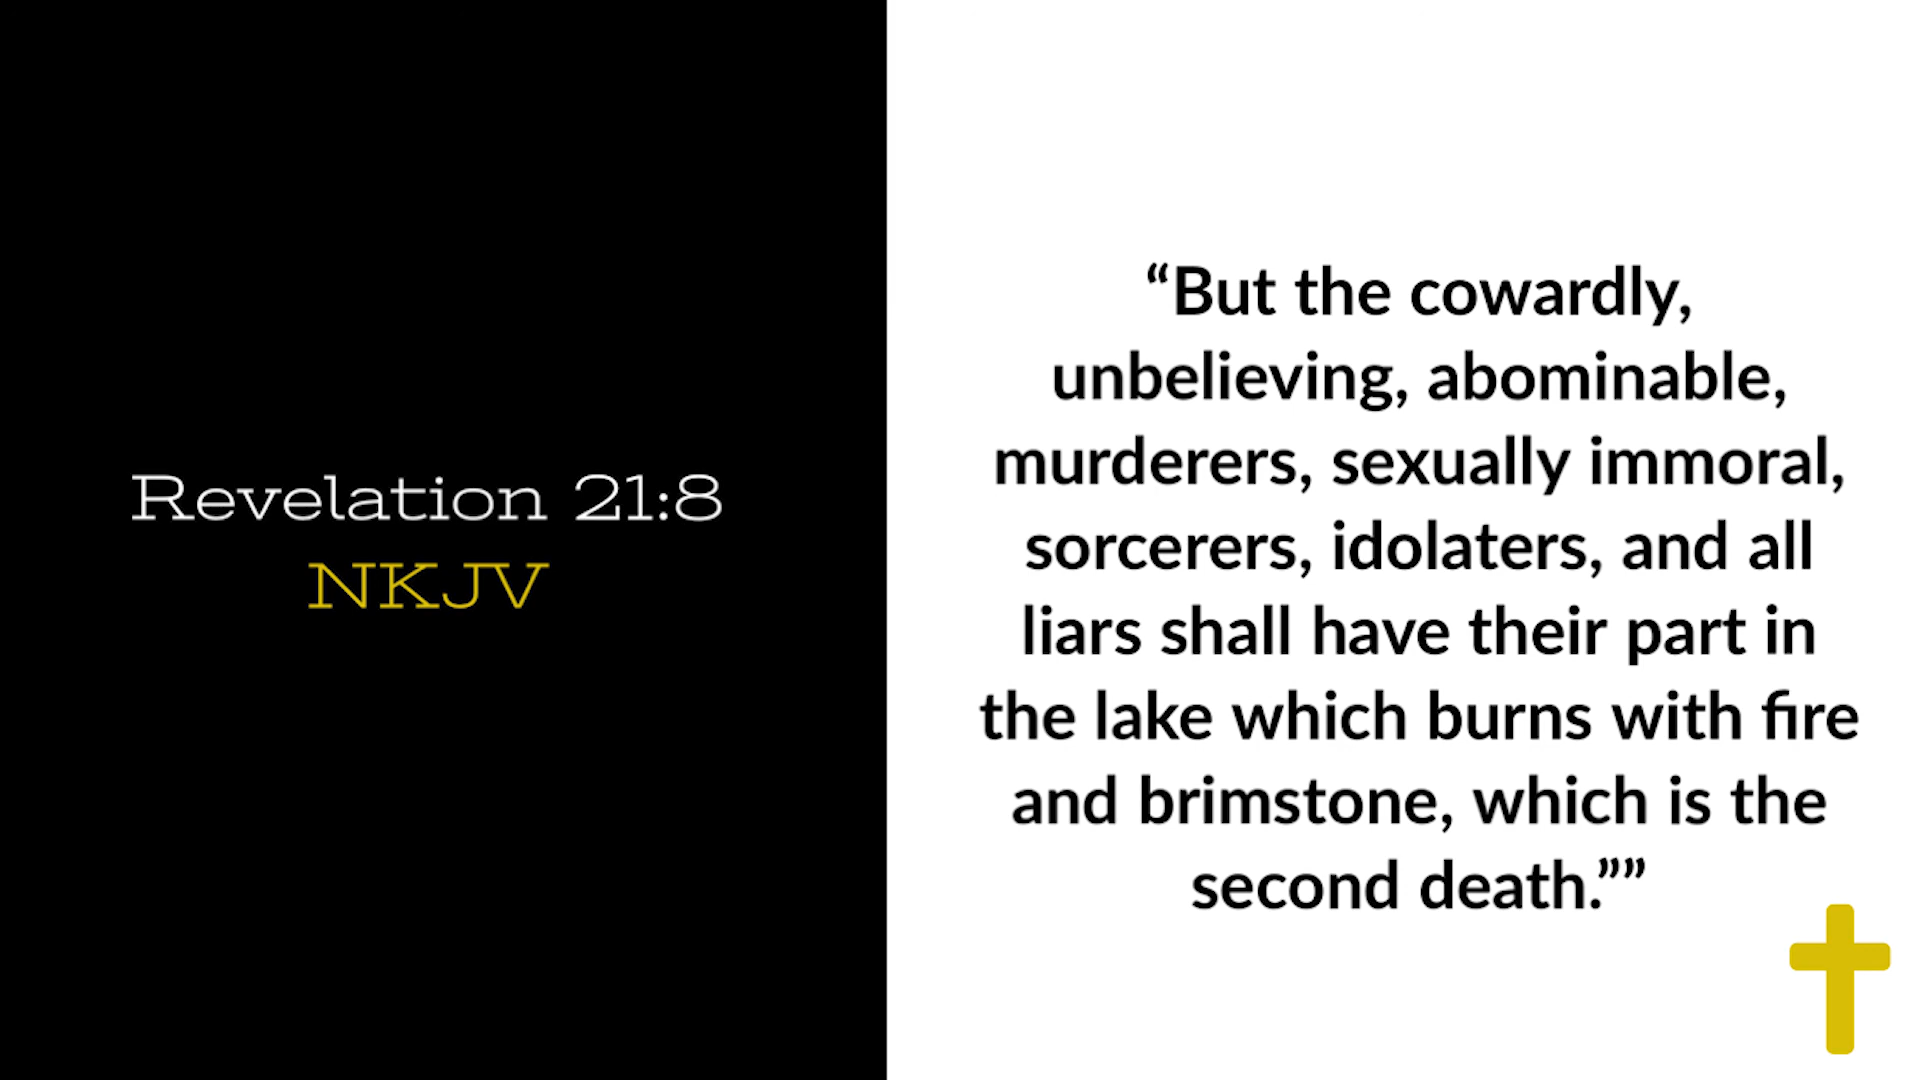 Revelation 21:8
NKJV
“But the cowardly,
unbelieving, abominable,
murderers, sexually immoral,
sorcerers, idolaters, and all
liars shall have their part in
the lake which burns with fire
and brimstone, which is the
second death.””